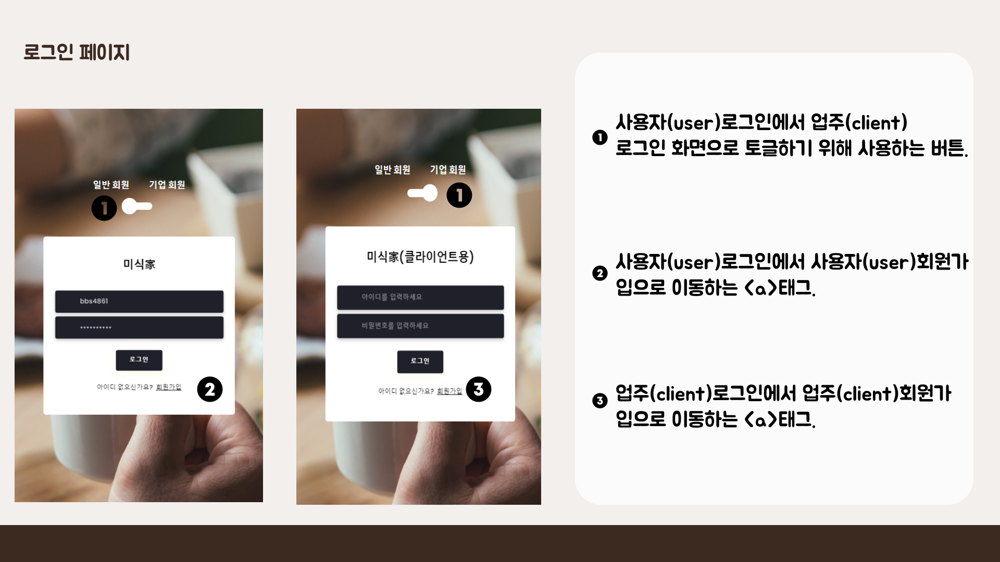 로그인 페이지
일반 회원 기업 회원
1
미식家
bbs4861
••••••••••
로그인
아이디 없으신가요? 회원가입
2
일반 회원 기업 회원
1
미식家(클라이언트용)
아이디를 입력하세요
비밀번호를 입력하세요
로그인
아이디 없으신가요? 회원가입
3
1
사용자(user)로그인에서 업주(client)
로그인 화면으로 토글하기 위해 사용하는 버튼.
2
사용자(user)로그인에서 사용자(user)회원가
입으로 이동하는 <a>태그.
3
업주(client)로그인에서 업주(client)회원가
입으로 이동하는 <a>태그.